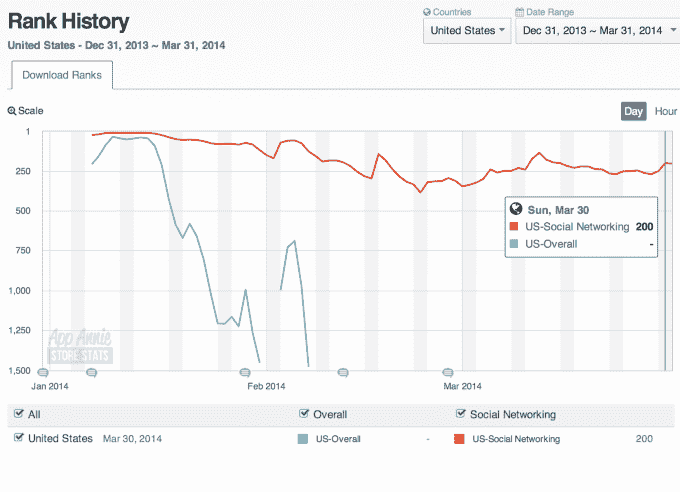 Rank History
Countries
Date Range
United States - Dec 31, 2013 ~ Mar 31, 2014
United States
Dec 31, 2013 ~ Mar 31, 2014
Download Ranks
Scale
Day
Hour
1
250
500
750
1,000
1,250
1,500
Sun, Mar 30
US-Social Networking 200
US-Overall -
App Annie
STORE STATS
Jan 2014
Feb 2014
Mar 2014
All
Overall
Social Networking
United States Mar 30, 2014
US-Overall -
US-Social Networking 200